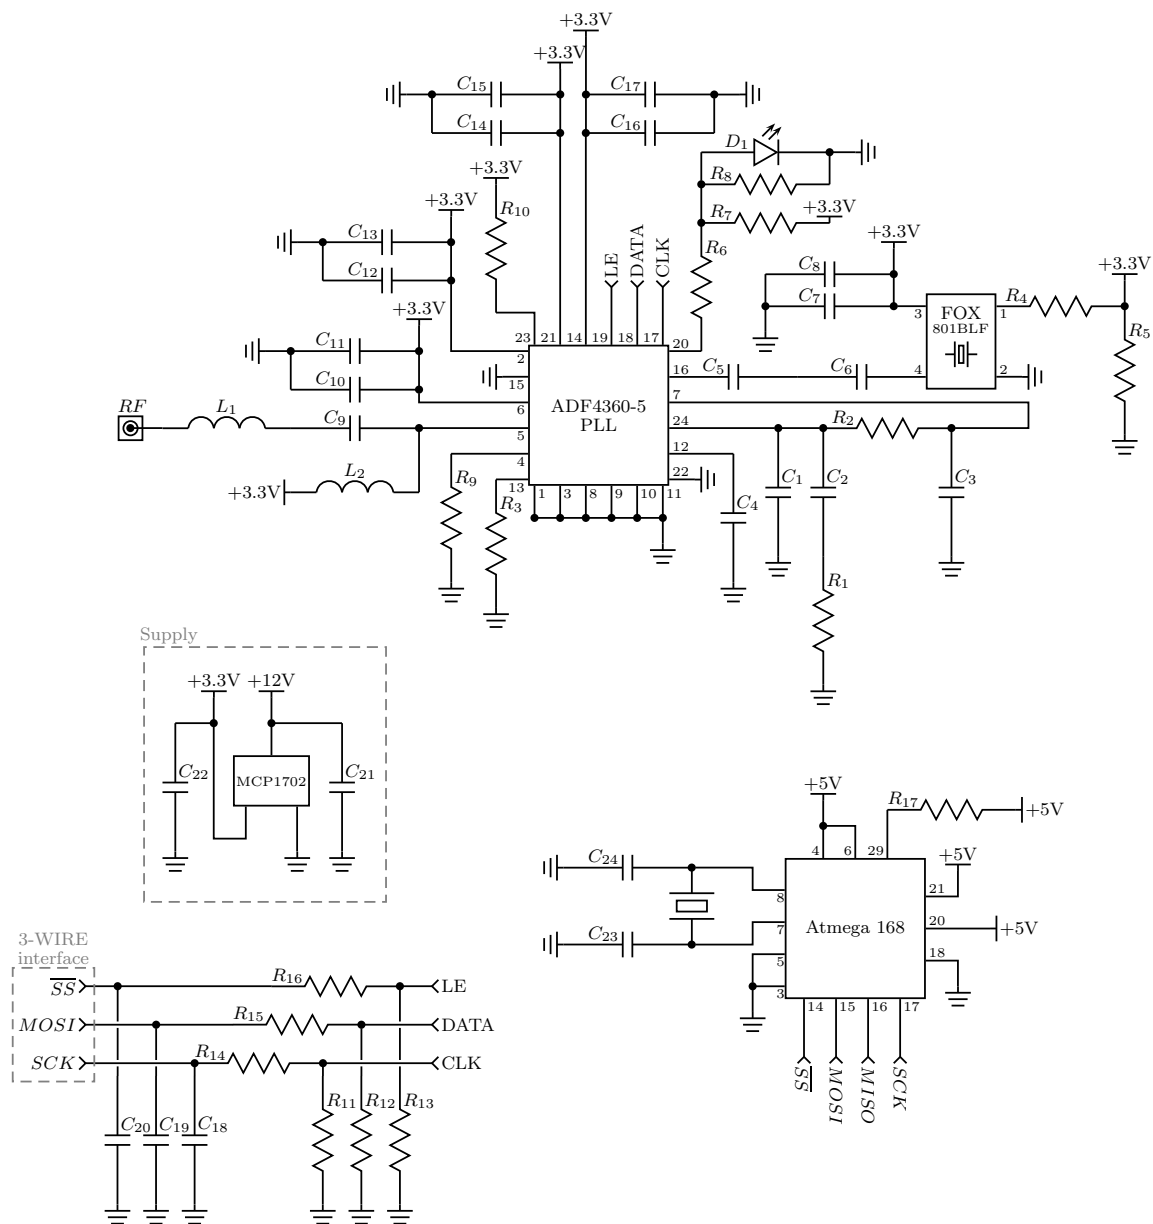 +3.3V
+3.3V
C15 C17
C14 C16
D1
+3.3V R8
+3.3V R10 R7 +3.3V
C13 LE DATA CLK R6 +3.3V
C12 C8 +3.3V
+3.3V C7 3 FOX 1 R4
801BLF
C11 23 21 14 19 18 17 20 R5
2
C10 15 16 C5 C6 4 2
6 ADF4360-5 7
RF L1 C9 PLL 24 R2
5 12
L2 4 22 C1 C2 C3
+3.3V R9 13 1 3 8 9 10 11
R3 C4
R1
Supply
+3.3V +12V
C22 MCP1702 C21
+5V
R17 +5V
4 6 29 +5V
C24 21
8 20 +5V
C23 7 Atmega 168
5 18
3
14 15 16 17
SS MOSI MISO SCK
3-WIRE
interface
SS R16 LE
MOSI R15 DATA
SCK R14 CLK
C20 C19 C18 R11 R12 R13